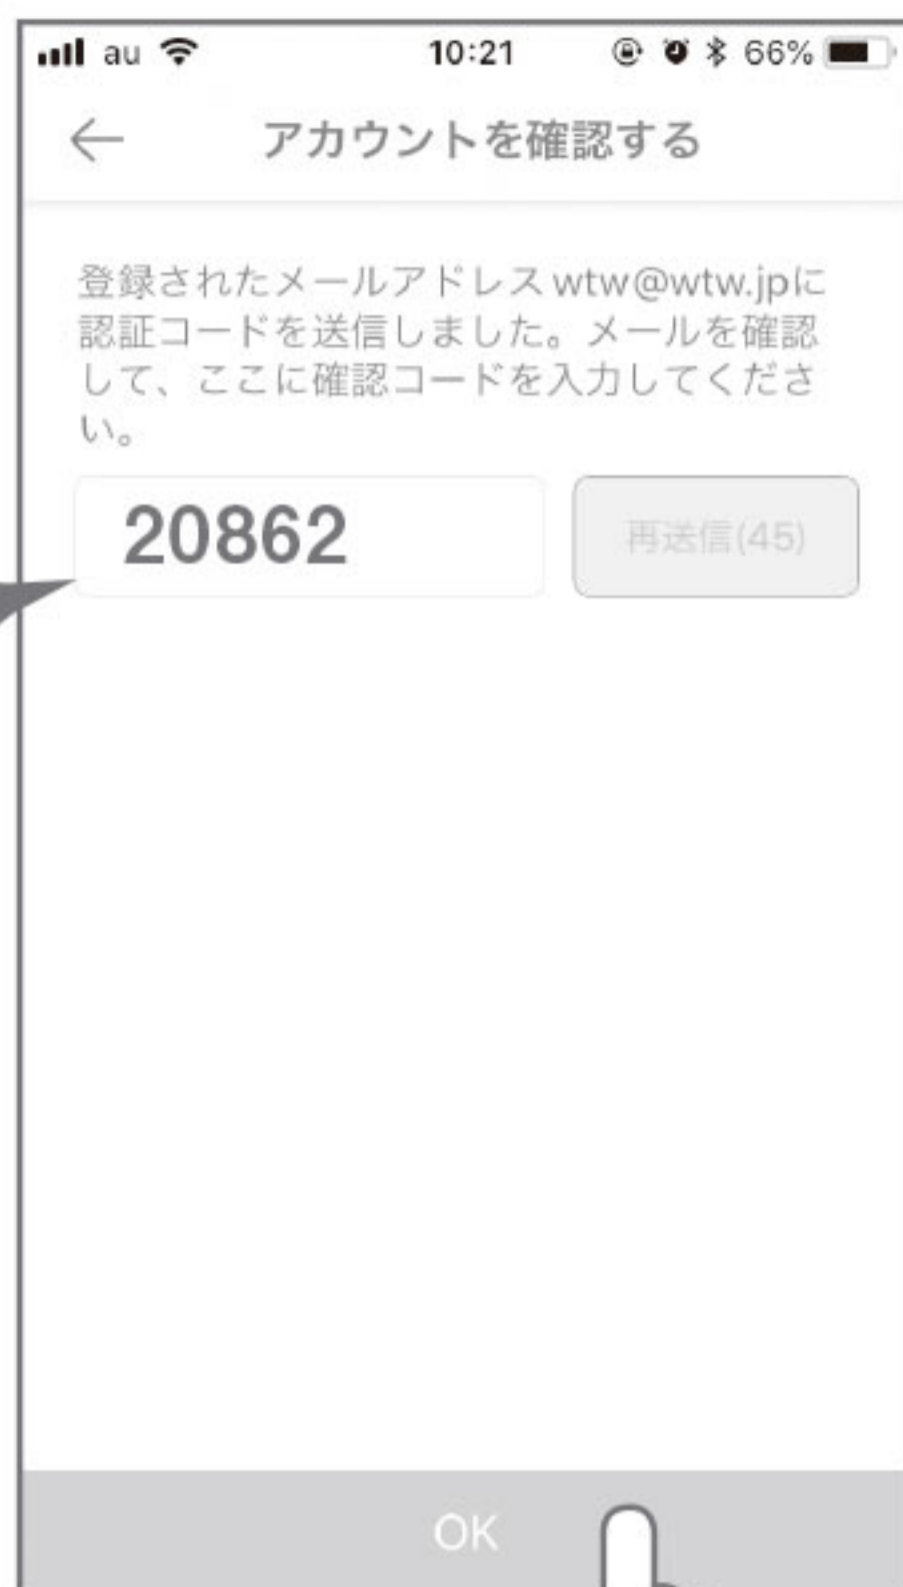 au 10:21 66%
アカウントを確認する
登録されたメールアドレス wtw@wtw.jpに
認証コードを送信しました。メールを確認
して、ここに確認コードを入力してくださ
い。
20862 再送信(45)
OK